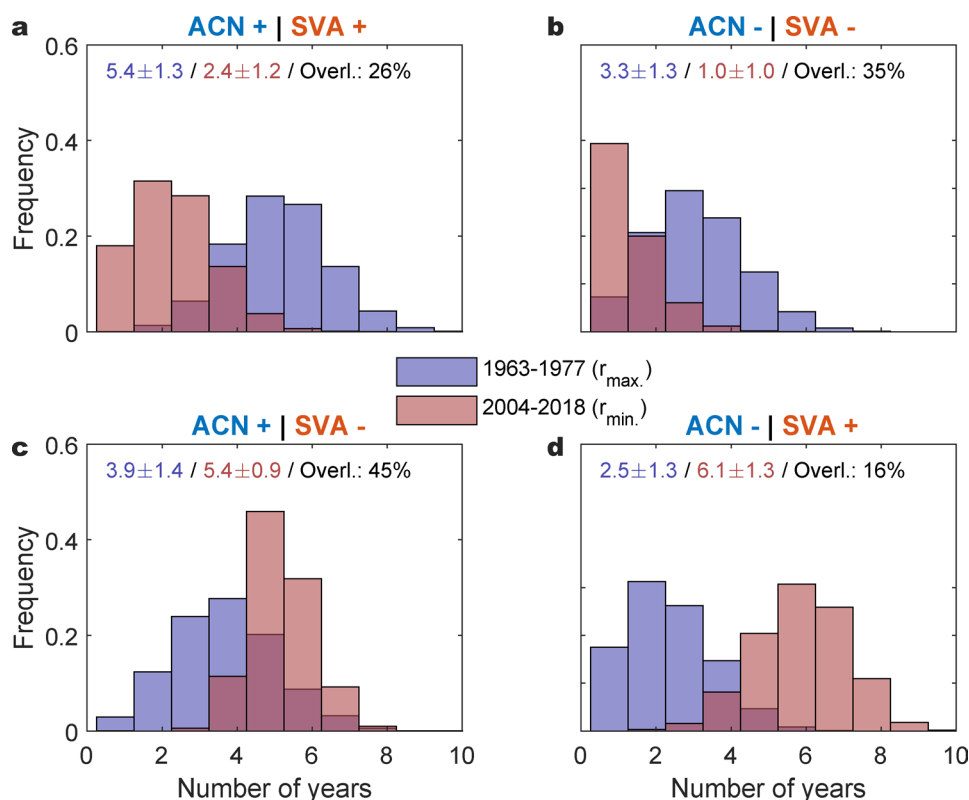 a ACN + | SVA +
b ACN - | SVA -
0.6
5.4±1.3 / 2.4±1.2 / Overl.: 26%
3.3±1.3 / 1.0±1.0 / Overl.: 35%
0.4
Frequency
0.2
0
1963-1977 (rmax.)
2004-2018 (rmin.)
c ACN + | SVA -
d ACN - | SVA +
0.6
3.9±1.4 / 5.4±0.9 / Overl.: 45%
2.5±1.3 / 6.1±1.3 / Overl.: 16%
0.4
Frequency
0.2
0
0 2 4 6 8 10
0 2 4 6 8 10
Number of years
Number of years